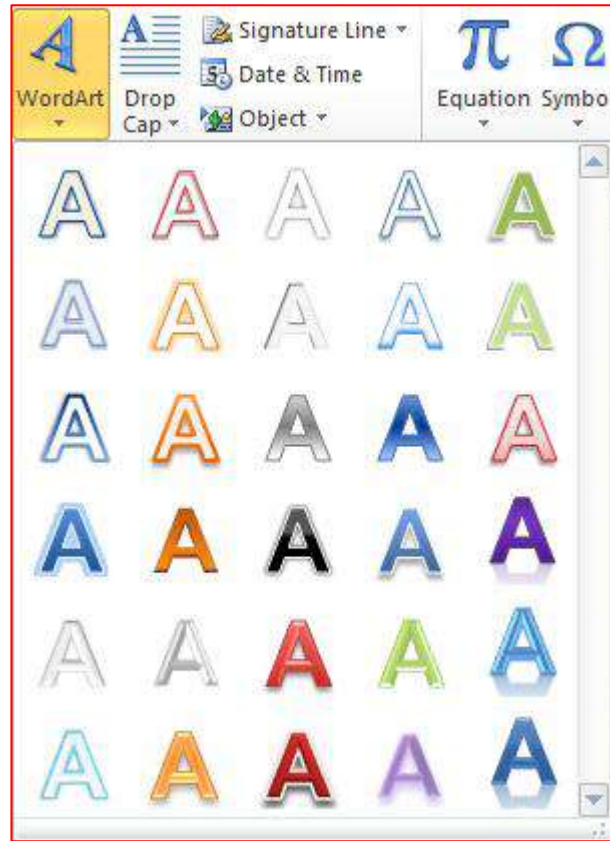 WordArt
Drop
Cap
Signature Line
Date & Time
Object
Equation
Symbo
A A A A A
A A A A A
A A A A A
A A A A A
A A A A A
A A A A A